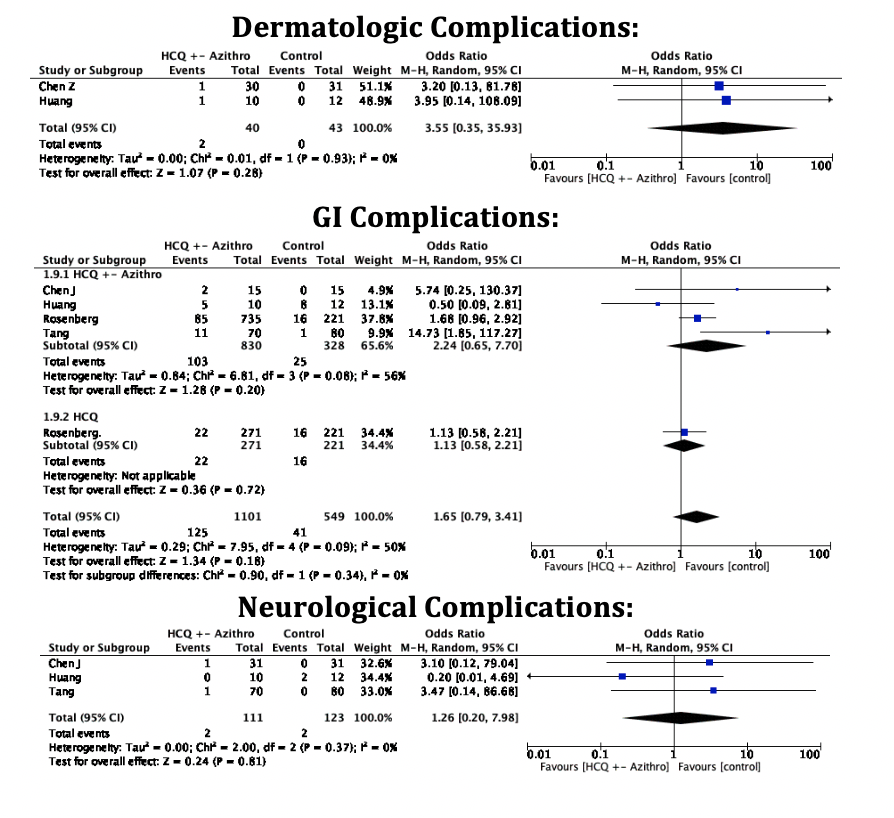 Dermatologic Complications:
HCQ +- Azithro Control Odds Ratio Odds Ratio
Study or Subgroup Events Total Events Total Weight M-H, Random, 95% CI M-H, Random, 95% CI
Chen Z 1 30 0 31 51.1% 3.20 [0.13, 81.78]
Huang 1 10 0 12 48.9% 3.95 [0.14, 108.09]
Total (95% CI) 40 43 100.0% 3.55 [0.35, 35.93]
Total events 2 0
Heterogeneity: Tau² = 0.00; Chi² = 0.01, df = 1 (P = 0.93); I² = 0%
Test for overall effect: Z = 1.07 (P = 0.28)
0.01 0.1 1 10 100
Favours [HCQ +- Azithro] Favours [control]
GI Complications:
HCQ +- Azithro Control Odds Ratio Odds Ratio
Study or Subgroup Events Total Events Total Weight M-H, Random, 95% CI M-H, Random, 95% CI
1.9.1 HCQ +- Azithro
Chen J 2 15 0 15 4.9% 5.74 [0.25, 130.37]
Huang 5 10 8 12 13.1% 0.50 [0.09, 2.81]
Rosenberg 85 735 16 221 37.8% 1.68 [0.96, 2.92]
Tang 11 70 1 80 9.9% 14.73 [1.85, 117.27]
Subtotal (95% CI) 830 328 65.6% 2.24 [0.65, 7.70]
Total events 103 25
Heterogeneity: Tau² = 0.84; Chi² = 6.81, df = 3 (P = 0.08); I² = 56%
Test for overall effect: Z = 1.28 (P = 0.20)
1.9.2 HCQ
Rosenberg. 22 271 16 221 34.4% 1.13 [0.58, 2.21]
Subtotal (95% CI) 271 221 34.4% 1.13 [0.58, 2.21]
Total events 22 16
Heterogeneity: Not applicable
Test for overall effect: Z = 0.36 (P = 0.72)
Total (95% CI) 1101 549 100.0% 1.65 [0.79, 3.41]
Total events 125 41
Heterogeneity: Tau² = 0.29; Chi² = 7.95, df = 4 (P = 0.09); I² = 50%
Test for overall effect: Z = 1.34 (P = 0.18)
Test for subgroup differences: Chi² = 0.90, df = 1 (P = 0.34), I² = 0%
0.01 0.1 1 10 100
Favours [HCQ +- Azithro] Favours [control]
Neurological Complications:
HCQ +- Azithro Control Odds Ratio Odds Ratio
Study or Subgroup Events Total Events Total Weight M-H, Random, 95% CI M-H, Random, 95% CI
Chen J 1 31 0 31 32.6% 3.10 [0.12, 79.04]
Huang 0 10 2 12 34.4% 0.20 [0.01, 4.69]
Tang 1 70 0 80 33.0% 3.47 [0.14, 86.68]
Total (95% CI) 111 123 100.0% 1.26 [0.20, 7.98]
Total events 2 2
Heterogeneity: Tau² = 0.00; Chi² = 2.00, df = 2 (P = 0.37); I² = 0%
Test for overall effect: Z = 0.24 (P = 0.81)
0.01 0.1 1 10 100
Favours [HCQ +- Azithro] Favours [control]